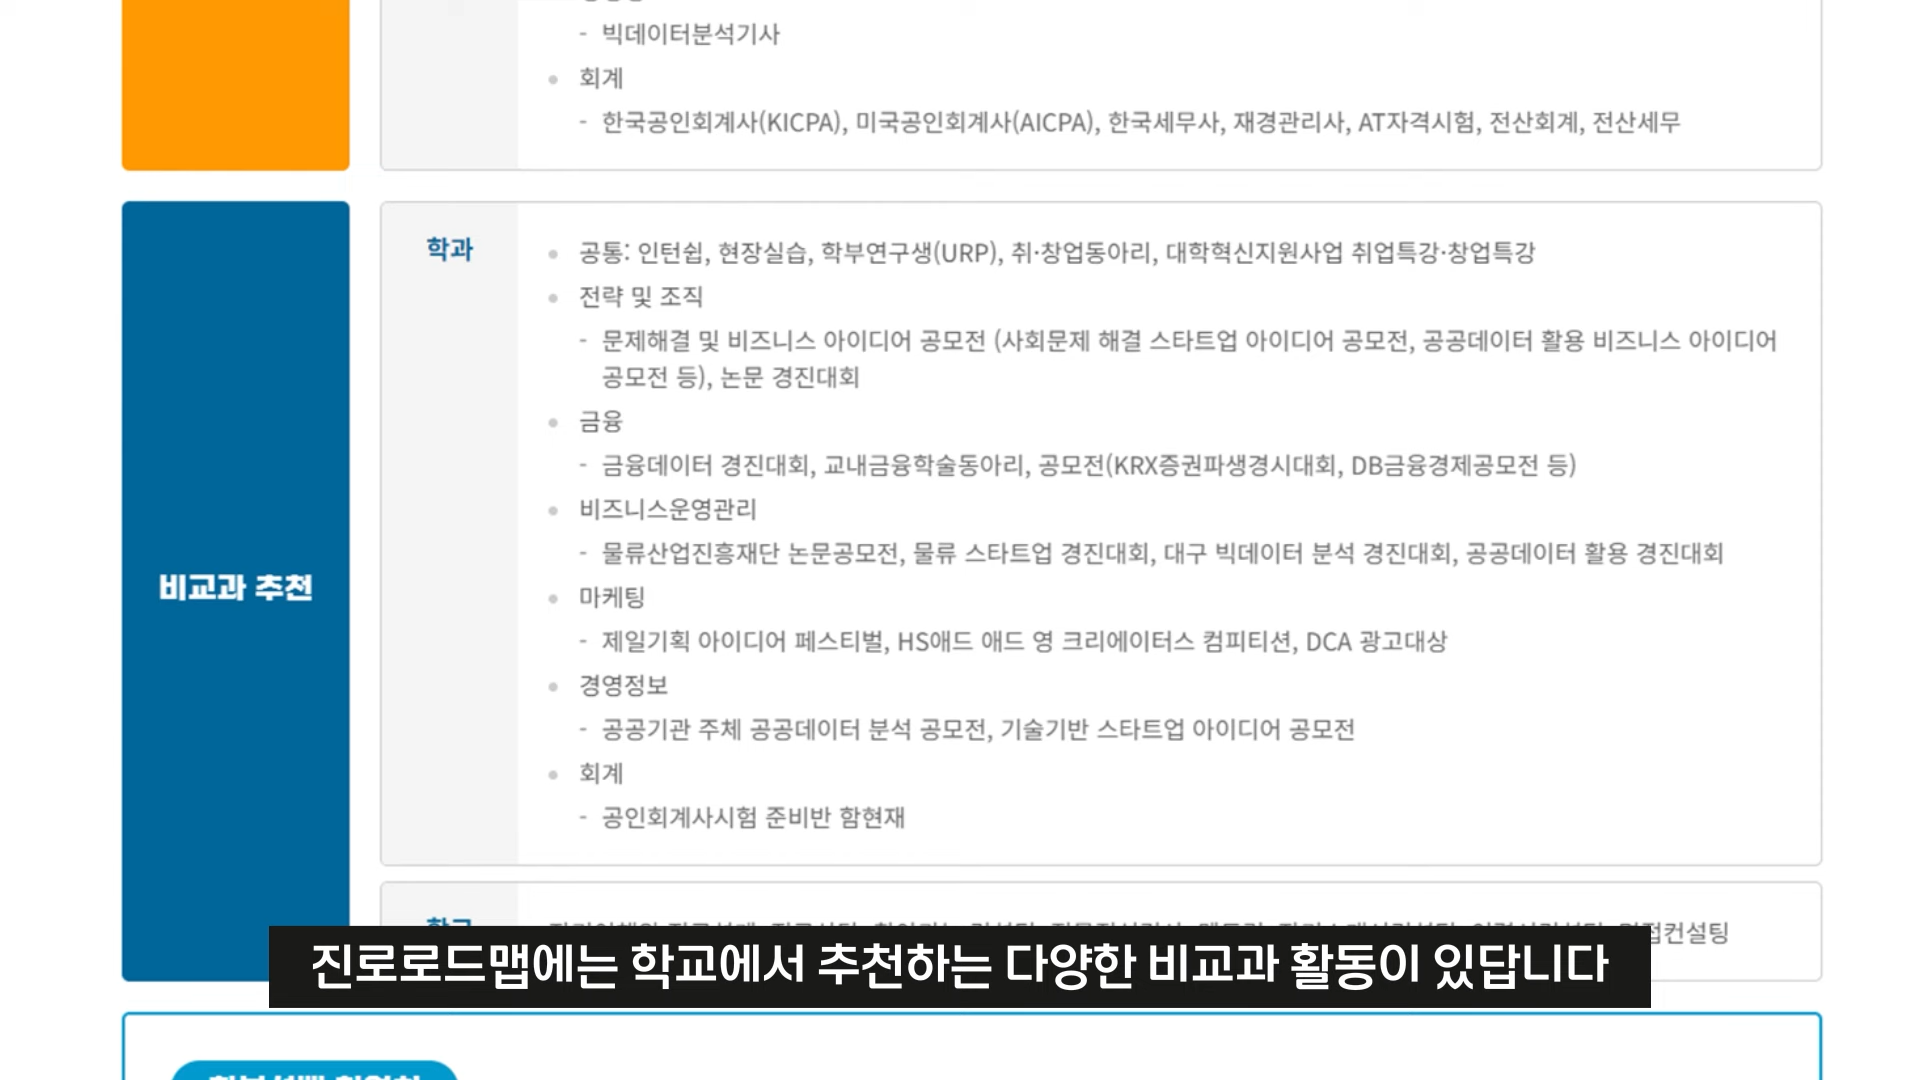 - 빅데이터분석기사
회계
- 한국공인회계사(KICPA), 미국공인회계사(AICPA), 한국세무사, 재경관리사, AT자격시험, 전산회계, 전산세무
비교과 추천
학과
공통: 인턴쉽, 현장실습, 학부연구생(URP), 취·창업동아리, 대학혁신지원사업 취업특강·창업특강
전략 및 조직
- 문제해결 및 비즈니스 아이디어 공모전 (사회문제 해결 스타트업 아이디어 공모전, 공공데이터 활용 비즈니스 아이디어
공모전 등), 논문 경진대회
금융
- 금융데이터 경진대회, 교내금융학술동아리, 공모전(KRX증권파생경시대회, DB금융경제공모전 등)
비즈니스운영관리
- 물류산업진흥재단 논문공모전, 물류 스타트업 경진대회, 대구 빅데이터 분석 경진대회, 공공데이터 활용 경진대회
마케팅
- 제일기획 아이디어 페스티벌, HS애드 애드 영 크리에이터스 컴피티션, DCA 광고대상
경영정보
- 공공기관 주체 공공데이터 분석 공모전, 기술기반 스타트업 아이디어 공모전
회계
- 공인회계사시험 준비반 함현재
진로로드맵에는 학교에서 추천하는 다양한 비교과 활동이 있답니다